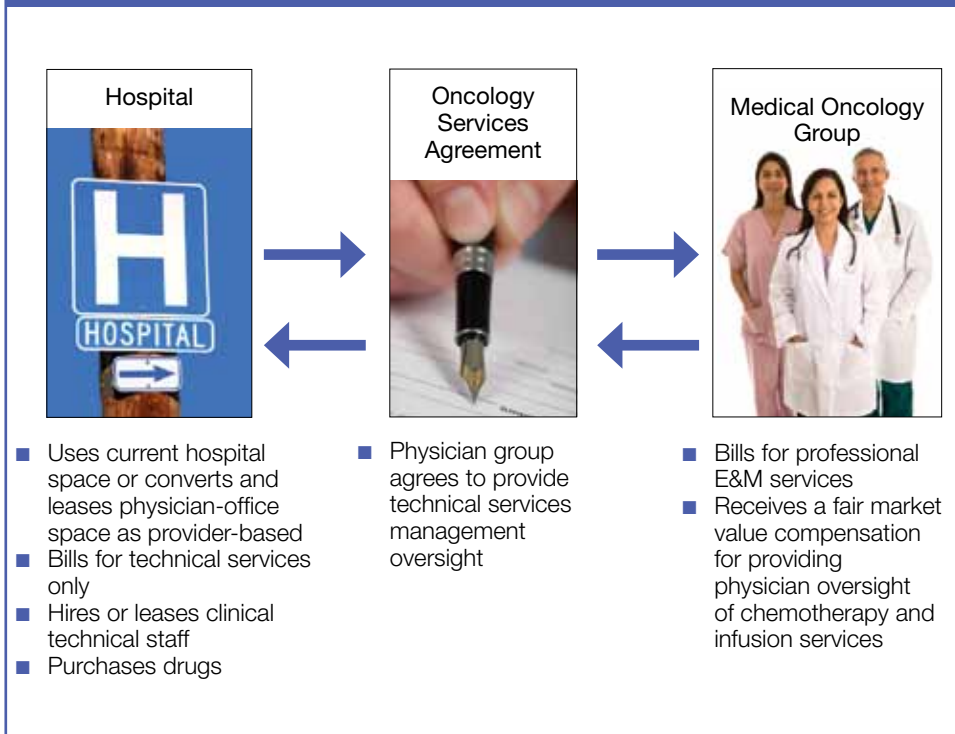 Hospital
H
HOSPITAL
Oncology
Services
Agreement
Medical Oncology
Group
■ Uses current hospital
space or converts and
leases physician-office
space as provider-based
■ Bills for technical services
only
■ Hires or leases clinical
technical staff
■ Purchases drugs
■ Physician group
agrees to provide
technical services
management
oversight
■ Bills for professional
E&M services
■ Receives a fair market
value compensation
for providing
physician oversight
of chemotherapy and
infusion services